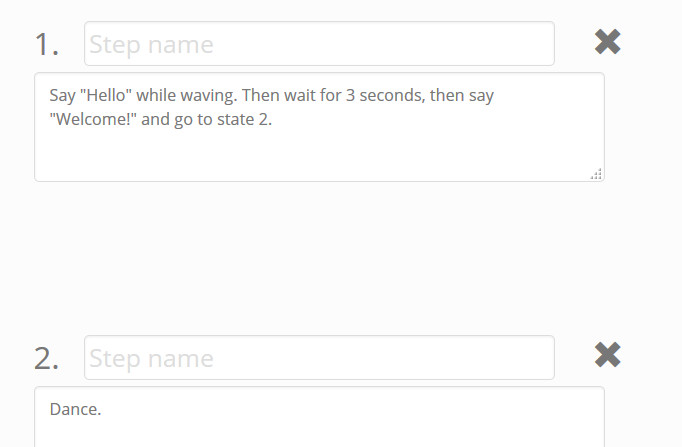 1. Step name
Say "Hello" while waving. Then wait for 3 seconds, then say
"Welcome!" and go to state 2.
2. Step name
Dance.